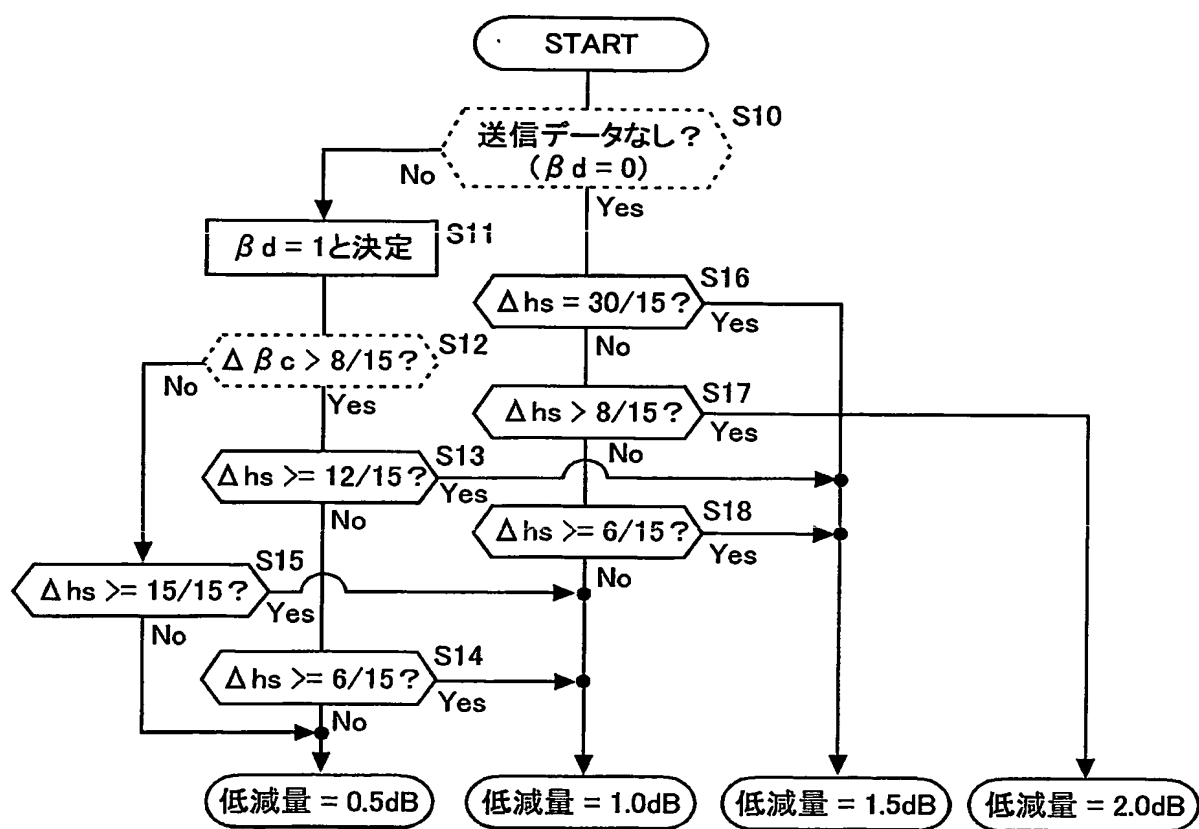 START
S10
送信データなし?
(βd = 0)
No
Yes
S11
βd = 1と決定
S16
Δhs = 30/15?
Yes
No
S12
Δβc > 8/15?
No
Yes
S17
Δhs > 8/15?
Yes
No
S13
Δhs >= 12/15?
Yes
No
S18
Δhs >= 6/15?
Yes
No
S15
Δhs >= 15/15?
Yes
No
S14
Δhs >= 6/15?
Yes
No
低減量 = 0.5dB
低減量 = 1.0dB
低減量 = 1.5dB
低減量 = 2.0dB